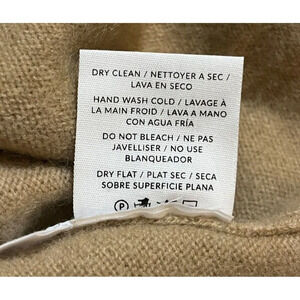 DRY CLEAN / NETTOYER A SEC /
LAVA EN SECO
HAND WASH COLD / LAVAGE À
LA MAIN FROID / LAVA A MANO
CON AGUA FRÍA
DO NOT BLEACH / NE PAS
JAVELLISER / NO USE
BLANQUEADOR
DRY FLAT / PLAT SEC / SECA
SOBRE SUPERFICIE PLANA
P